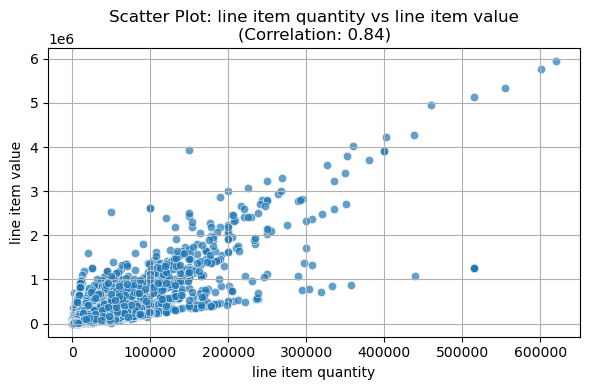 Scatter Plot: line item quantity vs line item value
(Correlation: 0.84)
1e6
6
5
4
3
2
1
0
line item value
0 100000 200000 300000 400000 500000 600000
line item quantity